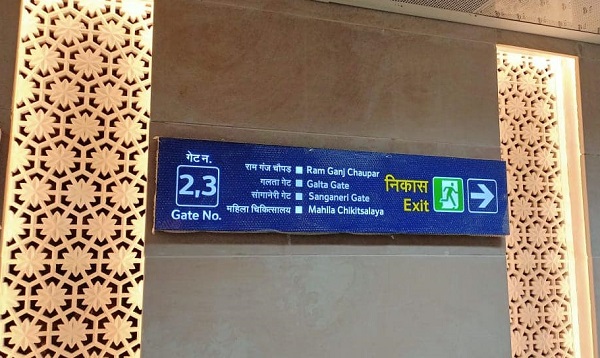 गेट न.
2,3
Gate No.
राम गंज चौपड़ ■ Ram Ganj Chaupar
गलता गेट ■ Galta Gate
सांगानेरी गेट ■ Sanganeri Gate
महिला चिकित्सालय ■ Mahila Chikitsalaya
निकास
Exit